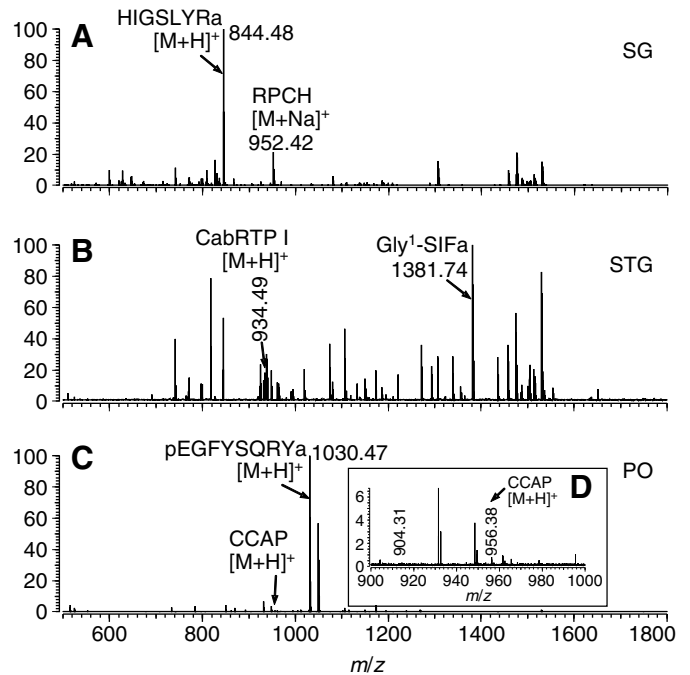 A
SG
HIGSLYRa
[M+H]+
844.48
RPCH
[M+Na]+
952.42
100
80
60
40
20
0
B
STG
CabRTP I
[M+H]+
934.49
Gly1-SIFa
1381.74
100
80
60
40
20
0
C
PO
pEGFYSQRYa
[M+H]+
1030.47
CCAP
[M+H]+
100
80
60
40
20
0
D
CCAP
[M+H]+
904.31
956.38
6
4
2
0
900 920 940 960 980 1000
m/z
600 800 1000 1200 1400 1600 1800
m/z